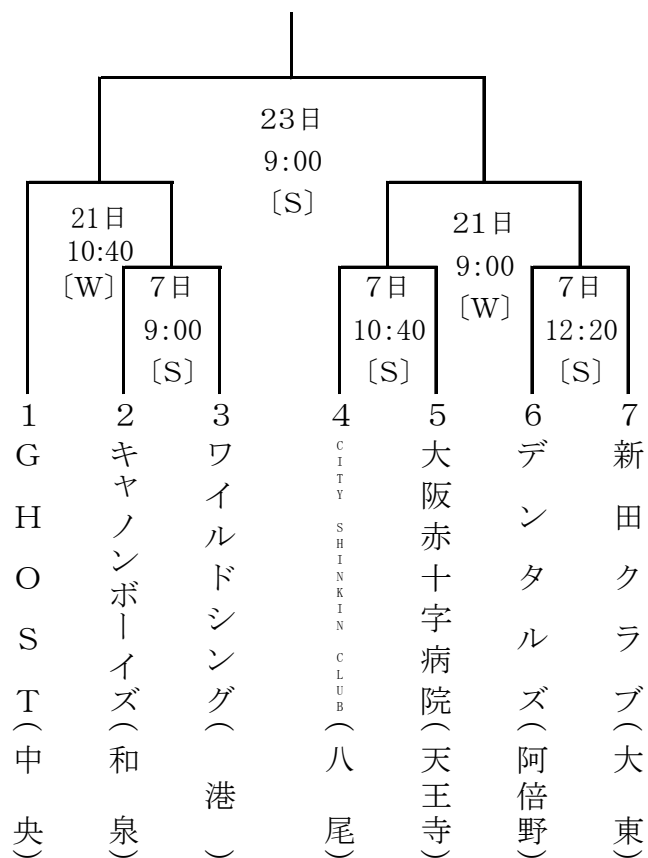 23日
9:00
〔S〕
21日
10:40
〔W〕
21日
9:00
〔W〕
7日
9:00
〔S〕
7日
10:40
〔S〕
7日
12:20
〔S〕
1
GHOST(中央)
2
キャノンボーイズ(和泉)
3
ワイルドシング(港)
4
CITY SHINKIN CLUB(八尾)
5
大阪赤十字病院(天王寺)
6
デンタルズ(阿倍野)
7
新田クラブ(大東)